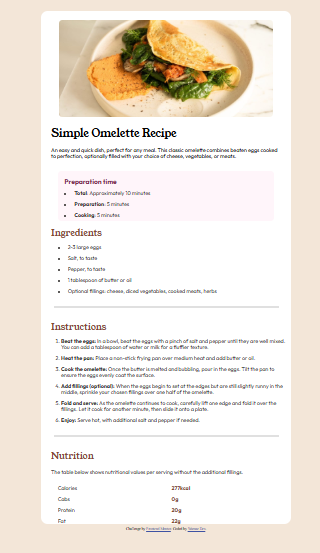 Simple Omelette Recipe
An easy and quick dish, perfect for any meal. This classic omelette combines beaten eggs cooked
to perfection, optionally filled with your choice of cheese, vegetables, or meats.
Preparation time
• Total: Approximately 10 minutes
• Preparation: 5 minutes
• Cooking: 5 minutes
Ingredients
• 2-3 large eggs
• Salt, to taste
• Pepper, to taste
• 1 tablespoon of butter or oil
• Optional fillings: cheese, diced vegetables, cooked meats, herbs
Instructions
1. Beat the eggs: In a bowl, beat the eggs with a pinch of salt and pepper until they are well mixed.
You can add a tablespoon of water or milk for a fluffier texture.
2. Heat the pan: Place a non-stick frying pan over medium heat and add butter or oil.
3. Cook the omelette: Once the butter is melted and bubbling, pour in the eggs. Tilt the pan to
ensure the eggs evenly coat the surface.
4. Add fillings (optional): When the eggs begin to set at the edges but are still slightly runny in the
middle, sprinkle your chosen fillings over one half of the omelette.
5. Fold and serve: As the omelette continues to cook, carefully lift one edge and fold it over the
fillings. Let it cook for another minute, then slide it onto a plate.
6. Enjoy: Serve hot, with additional salt and pepper if needed.
Nutrition
The table below shows nutritional values per serving without the additional fillings.
Calories 277kcal
Cabs 0g
Protein 20g
Fat 22g
Challenge by Frontend Mentor. Coded by